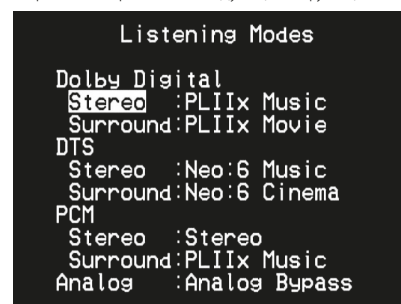 Listening Modes
Dolby Digital
Stereo :PLIIx Music
Surround:PLIIx Movie
DTS
Stereo :Neo:6 Music
Surround:Neo:6 Cinema
PCM
Stereo :Stereo
Surround:PLIIx Music
Analog :Analog Bypass